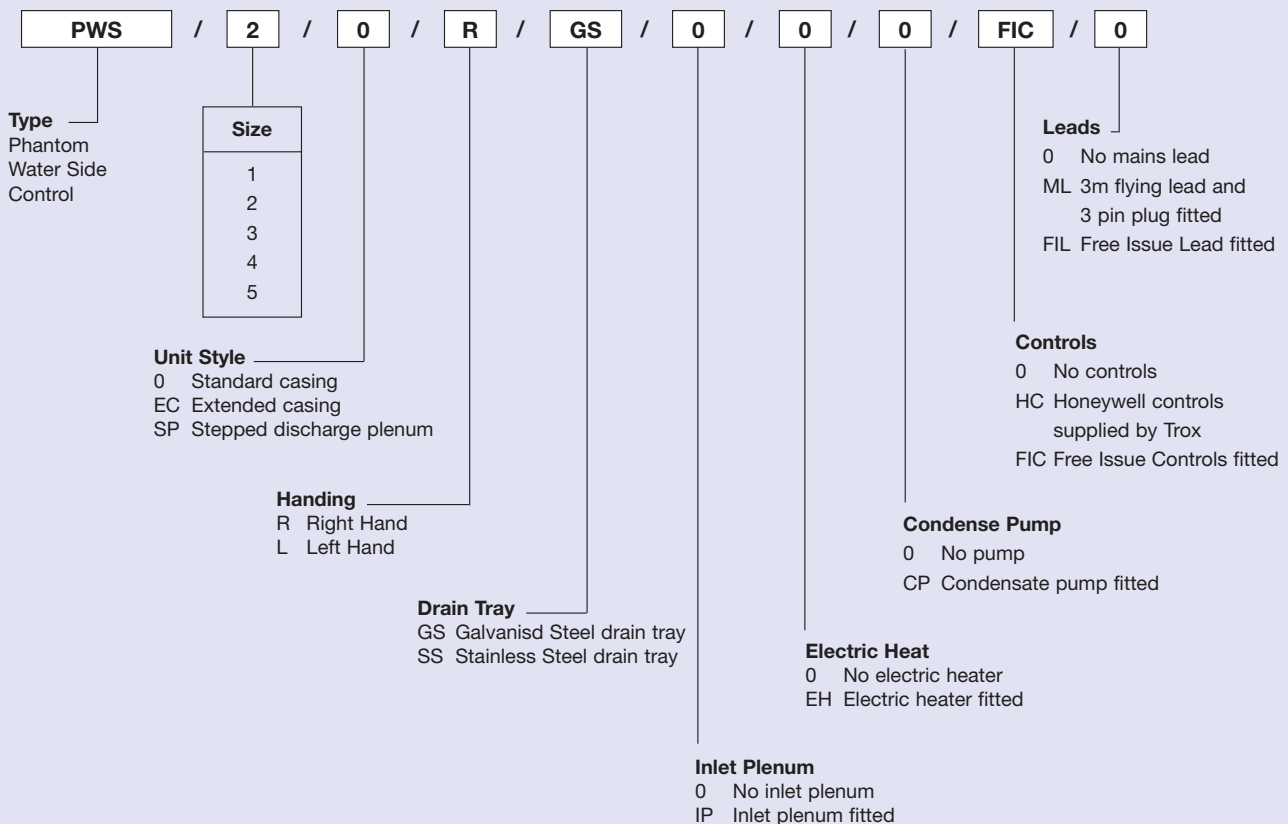 PWS / 2 / 0 / R / GS / 0 / 0 / 0 / FIC / 0
Type
Phantom
Water Side
Control
Size
1
2
3
4
5
Unit Style
0 Standard casing
EC Extended casing
SP Stepped discharge plenum
Handing
R Right Hand
L Left Hand
Drain Tray
GS Galvanisd Steel drain tray
SS Stainless Steel drain tray
Inlet Plenum
0 No inlet plenum
IP Inlet plenum fitted
Electric Heat
0 No electric heater
EH Electric heater fitted
Condense Pump
0 No pump
CP Condensate pump fitted
Controls
0 No controls
HC Honeywell controls
supplied by Trox
FIC Free Issue Controls fitted
Leads
0 No mains lead
ML 3m flying lead and
3 pin plug fitted
FIL Free Issue Lead fitted